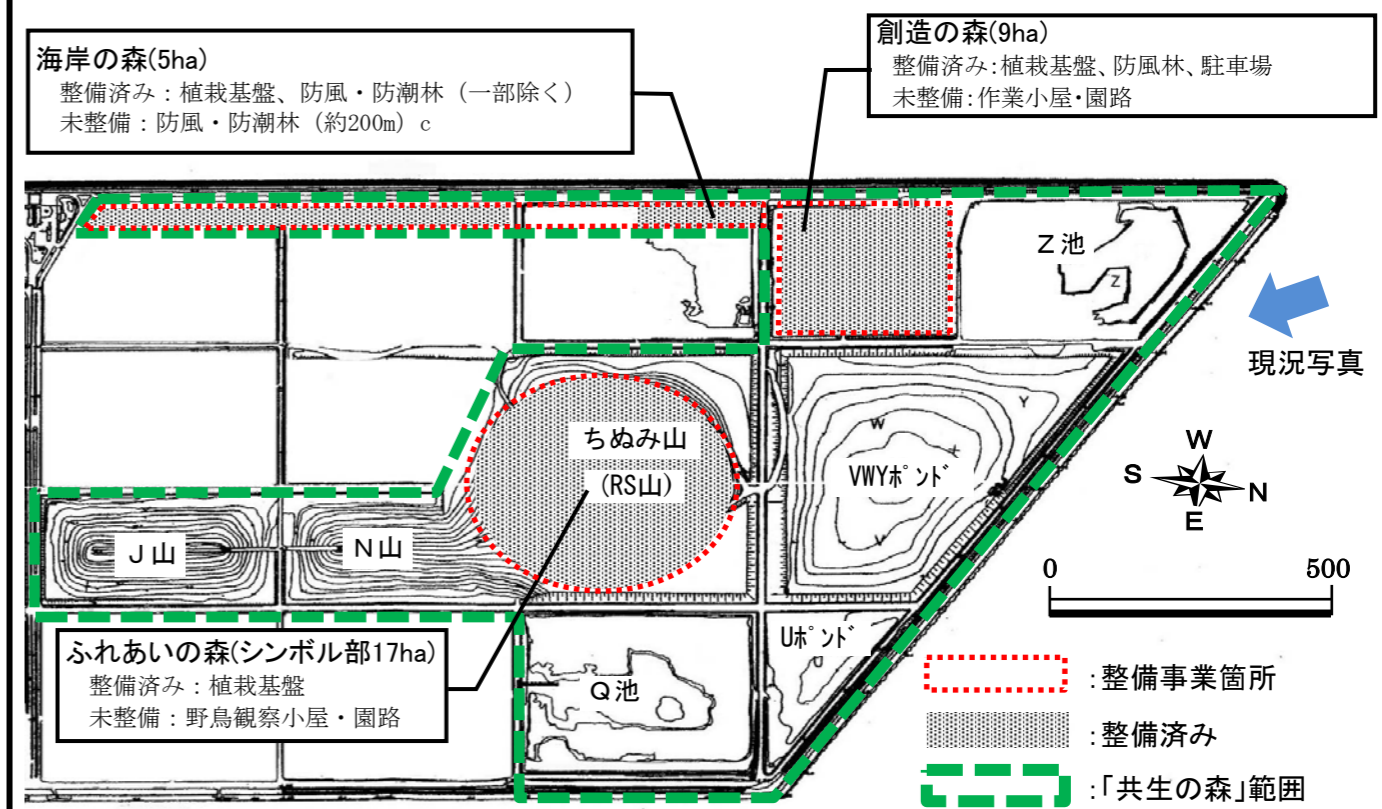 海岸の森(5ha)
整備済み：植栽基盤、防風・防潮林（一部除く）
未整備：防風・防潮林（約200m）c
創造の森(9ha)
整備済み:植栽基盤、防風林、駐車場
未整備:作業小屋・園路
Z池
Z
現況写真
ちぬみ山
(RS山)
W
Y
VWYポンド
V
J山
N山
W
S
N
E
0
500
Uポンド
ふれあいの森(シンボル部17ha)
整備済み：植栽基盤
未整備：野鳥観察小屋・園路
Q池
:整備事業箇所
:整備済み
:「共生の森」範囲